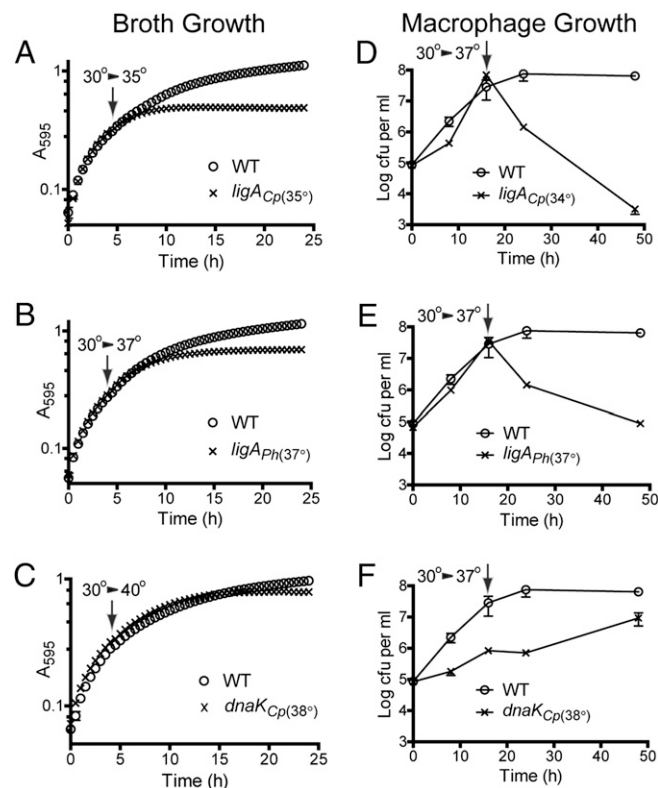 Broth Growth
Macrophage Growth
A
30°►35°
1
0.1
A595
WT
ligACp(35°)
0 5 10 15 20 25
Time (h)
D
30°►37°
8
7
6
5
4
3
Log cfu per ml
WT
ligACp(34°)
0 10 20 30 40 50
Time (h)
B
30°►37°
1
0.1
A595
WT
ligAPh(37°)
0 5 10 15 20 25
Time (h)
E
30°►37°
8
7
6
5
4
3
Log cfu per ml
WT
ligAPh(37°)
0 10 20 30 40 50
Time (h)
C
30°►40°
1
0.1
A595
WT
dnaKCp(38°)
0 5 10 15 20 25
Time (h)
F
30°►37°
8
7
6
5
4
3
Log cfu per ml
WT
dnaKCp(38°)
0 10 20 30 40 50
Time (h)